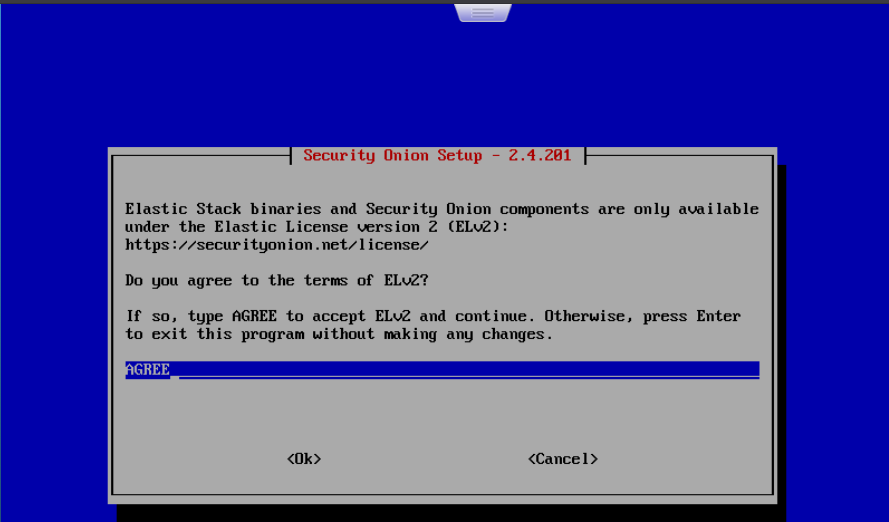 Security Onion Setup - 2.4.201
Elastic Stack binaries and Security Onion components are only available
under the Elastic License version 2 (ELv2):
https://securityonion.net/license/
Do you agree to the terms of ELv2?
If so, type AGREE to accept ELv2 and continue. Otherwise, press Enter
to exit this program without making any changes.
AGREE
<Ok> <Cancel>